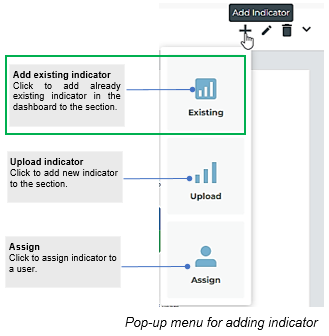 Add Indicator
Add existing indicator
Click to add already
existing indicator in the
dashboard to the section.
Existing
Upload indicator
Click to add new indicator
to the section.
Upload
Assign
Click to assign indicator to
a user.
Assign
Pop-up menu for adding indicator